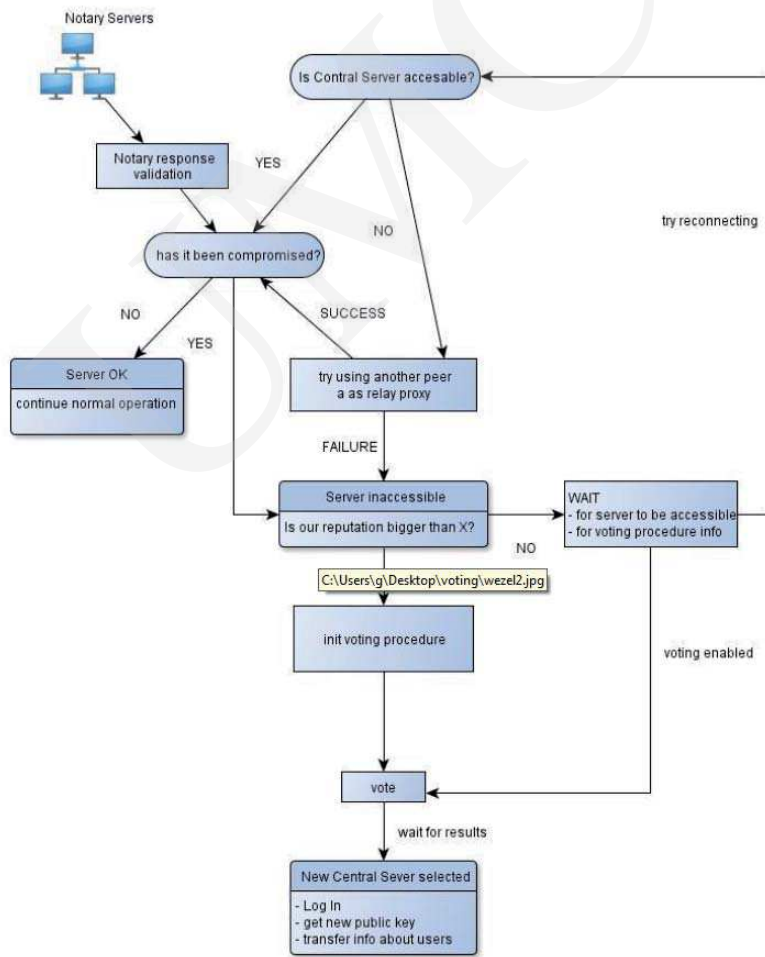 Notary Servers
Is Contral Server accesable?
Notary response
validation
YES
NO
try reconnecting
has it been compromised?
NO
YES
SUCCESS
Server OK
continue normal operation
try using another peer
a as relay proxy
FAILURE
Server inaccessible
Is our reputation bigger than X?
NO
WAIT
- for server to be accessible
- for voting procedure info
C:\Users\g\Desktop\voting\wezel2.jpg
init voting procedure
voting enabled
vote
wait for results
New Central Sever selected
- Log In
- get new public key
- transfer info about users